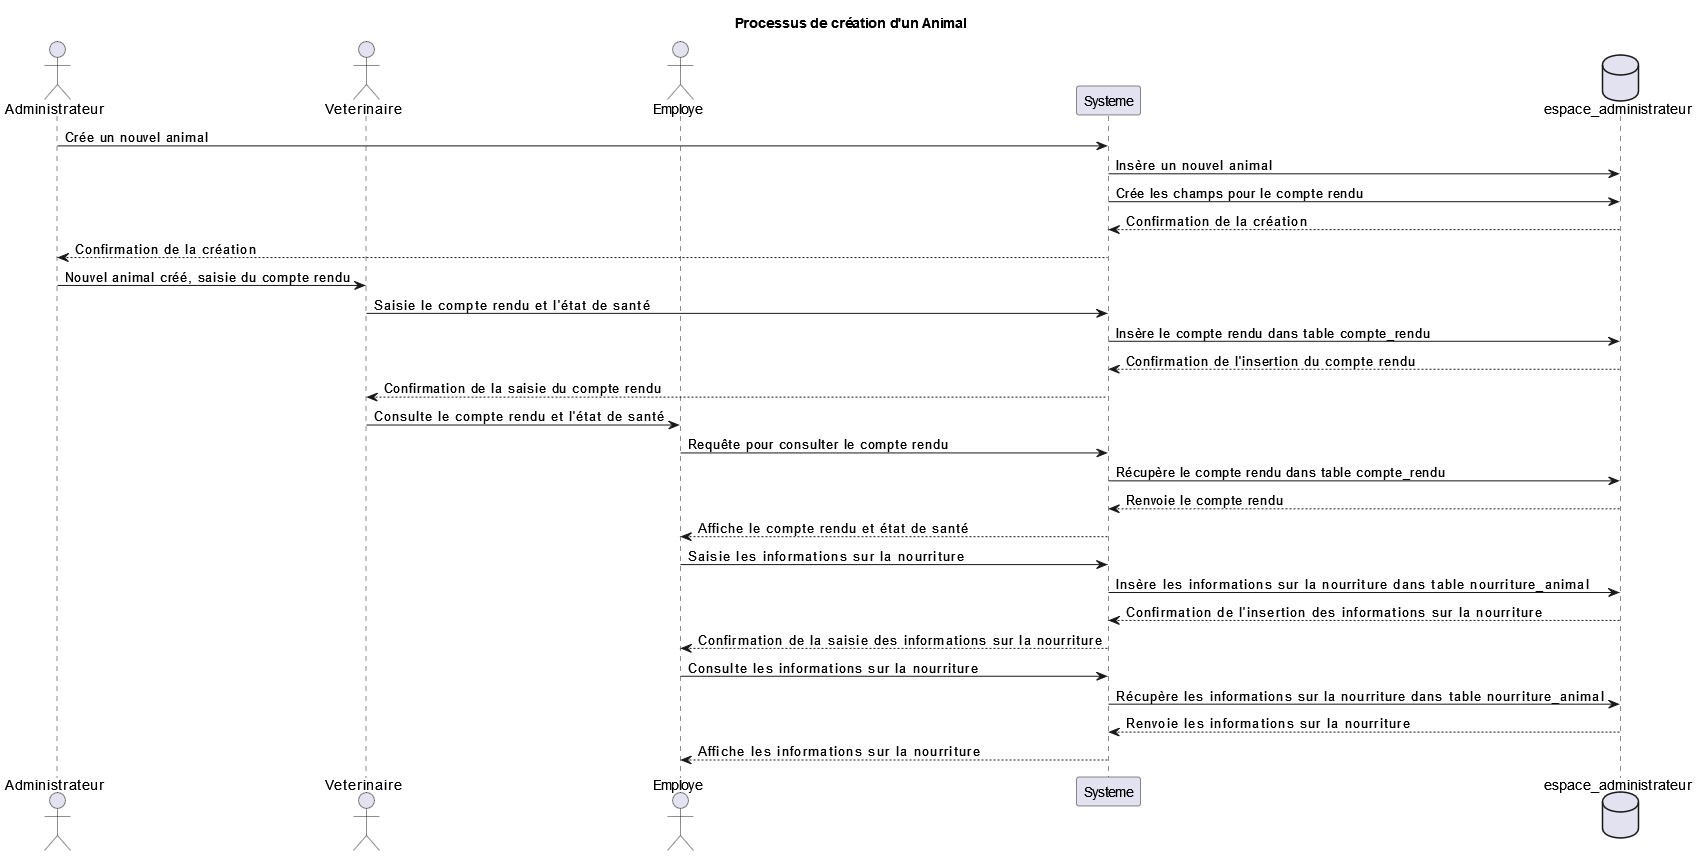 Processus de création d'un Animal
Administrateur
Veterinaire
Employe
Systeme
espace_administrateur
Crée un nouvel animal
Insère un nouvel animal
Crée les champs pour le compte rendu
Confirmation de la création
Confirmation de la création
Nouvel animal créé, saisie du compte rendu
Saisie le compte rendu et l'état de santé
Insère le compte rendu dans table compte_rendu
Confirmation de l'insertion du compte rendu
Confirmation de la saisie du compte rendu
Consulte le compte rendu et l'état de santé
Requête pour consulter le compte rendu
Récupère le compte rendu dans table compte_rendu
Renvoie le compte rendu
Affiche le compte rendu et état de santé
Saisie les informations sur la nourriture
Insère les informations sur la nourriture dans table nourriture_animal
Confirmation de l'insertion des informations sur la nourriture
Confirmation de la saisie des informations sur la nourriture
Consulte les informations sur la nourriture
Récupère les informations sur la nourriture dans table nourriture_animal
Renvoie les informations sur la nourriture
Affiche les informations sur la nourriture
Administrateur
Veterinaire
Employe
Systeme
espace_administrateur